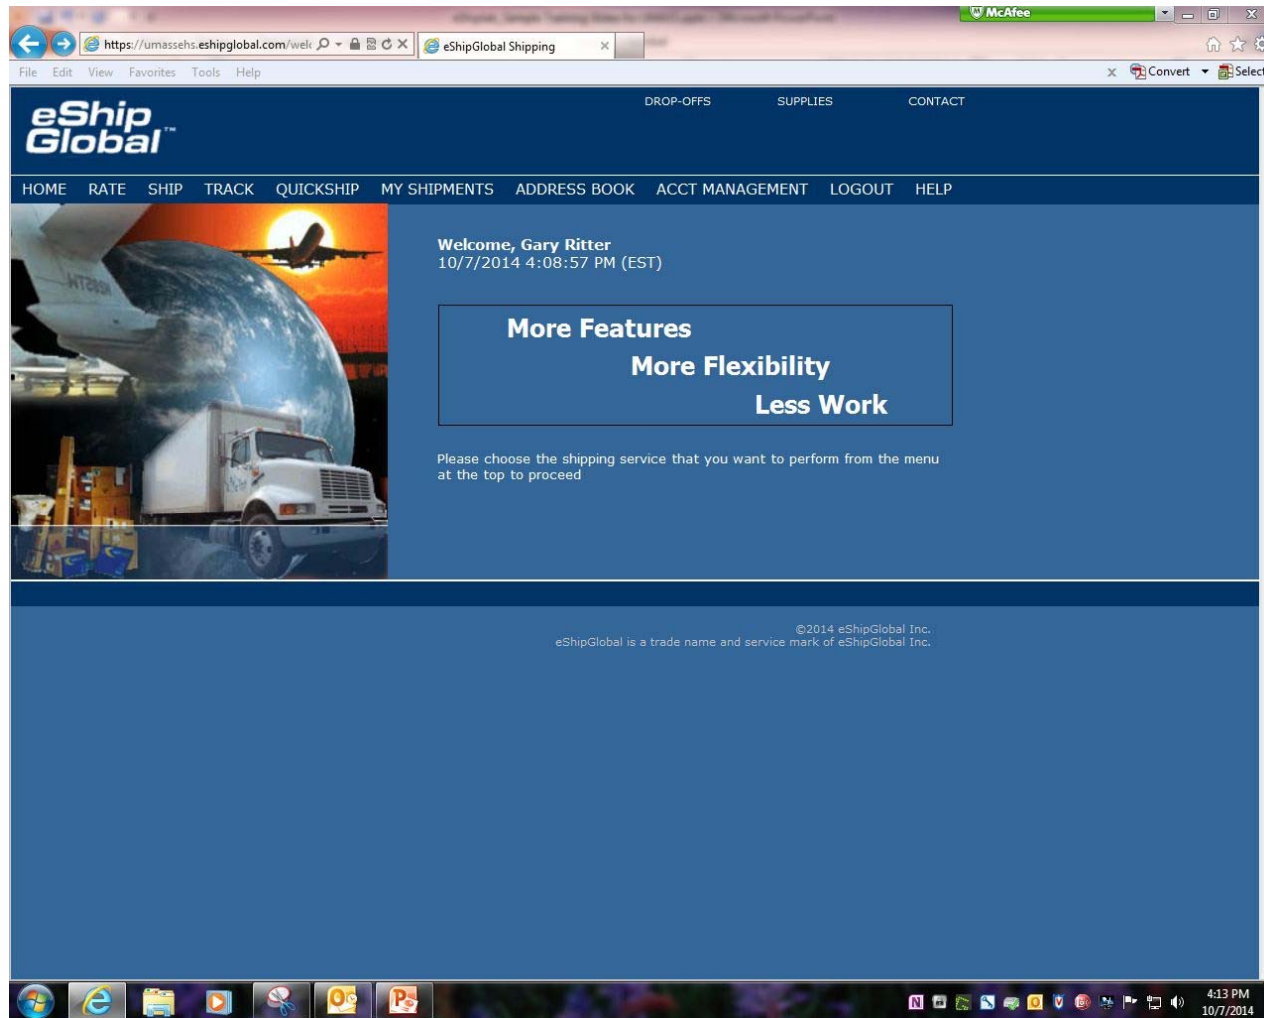 McAfee
https://umassehs.eshipglobal.com/welc
eShipGlobal Shipping
File Edit View Favorites Tools Help
Convert
Select
eShip
Global™
DROP-OFFS SUPPLIES CONTACT
HOME RATE SHIP TRACK QUICKSHIP MY SHIPMENTS ADDRESS BOOK ACCT MANAGEMENT LOGOUT HELP
Welcome, Gary Ritter
10/7/2014 4:08:57 PM (EST)
More Features
More Flexibility
Less Work
Please choose the shipping service that you want to perform from the menu
at the top to proceed
©2014 eShipGlobal Inc.
eShipGlobal is a trade name and service mark of eShipGlobal Inc.
4:13 PM
10/7/2014